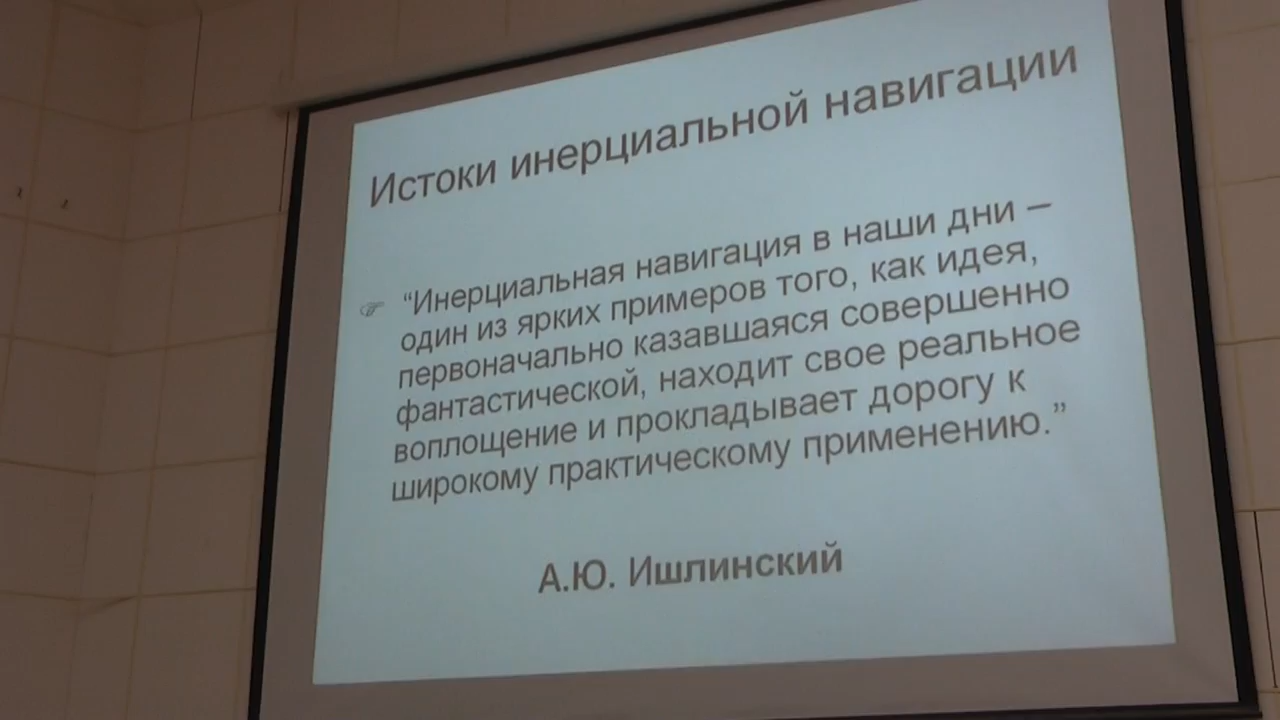 Истоки инерциальной навигации
“Инерциальная навигация в наши дни –
один из ярких примеров того, как идея,
первоначально казавшаяся совершенно
фантастической, находит свое реальное
воплощение и прокладывает дорогу к
широкому практическому применению.”
А.Ю. Ишлинский